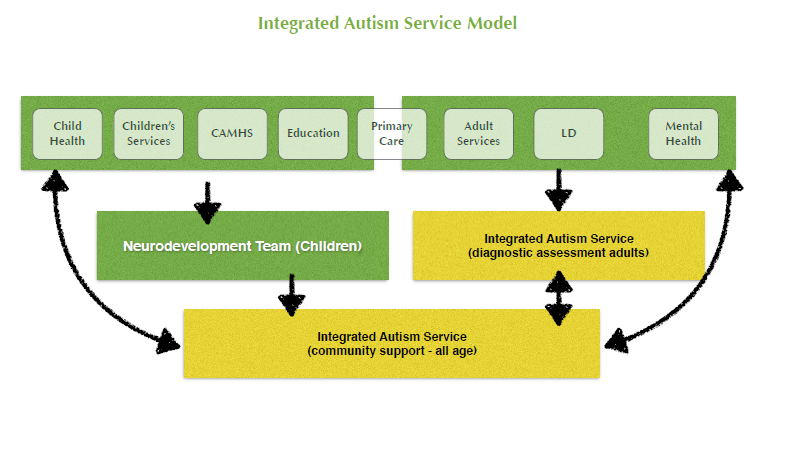 Integrated Autism Service Model
Child
Health
Children's
Services
CAMHS
Education
Primary
Care
Adult
Services
LD
Mental
Health
Neurodevelopment Team (Children)
Integrated Autism Service
(diagnostic assessment adults)
Integrated Autism Service
(community support - all age)